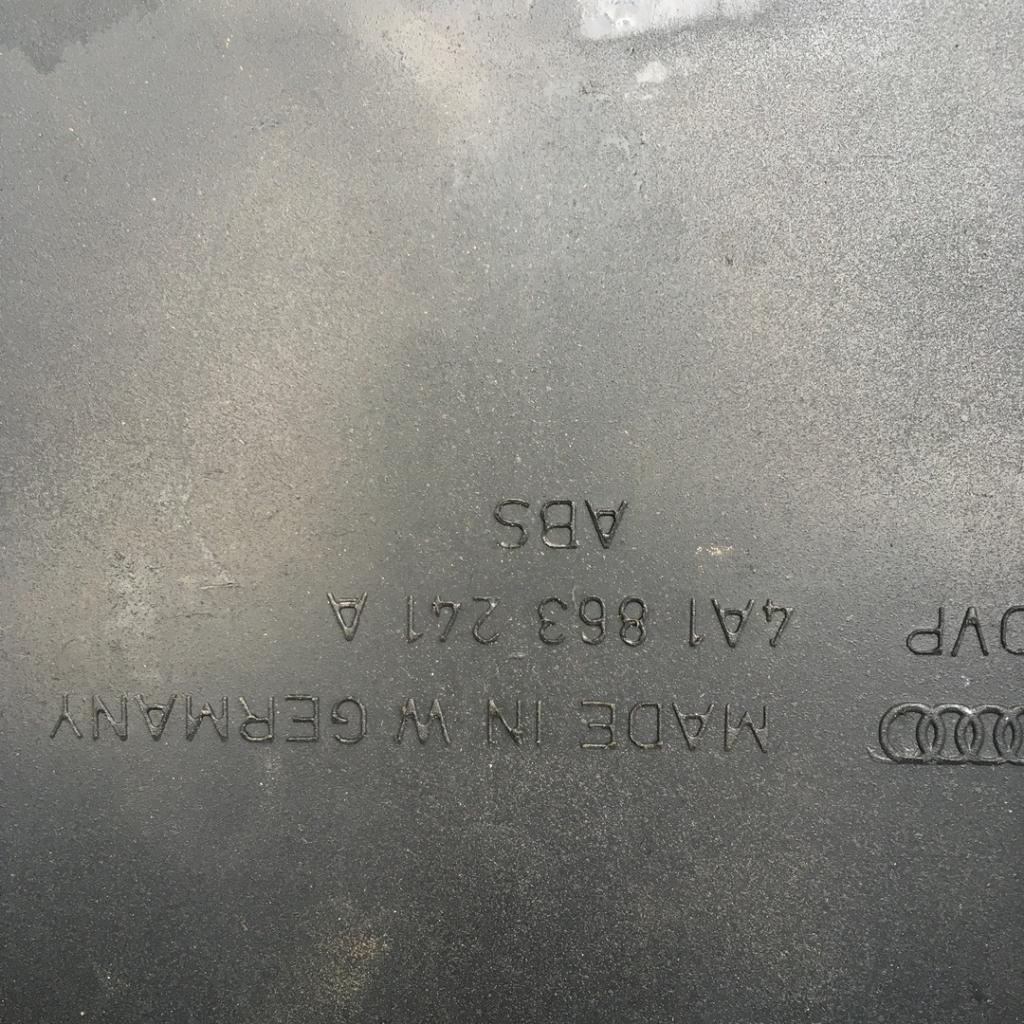 MADE IN W GERMANY
4A1 863 241 A
ABS